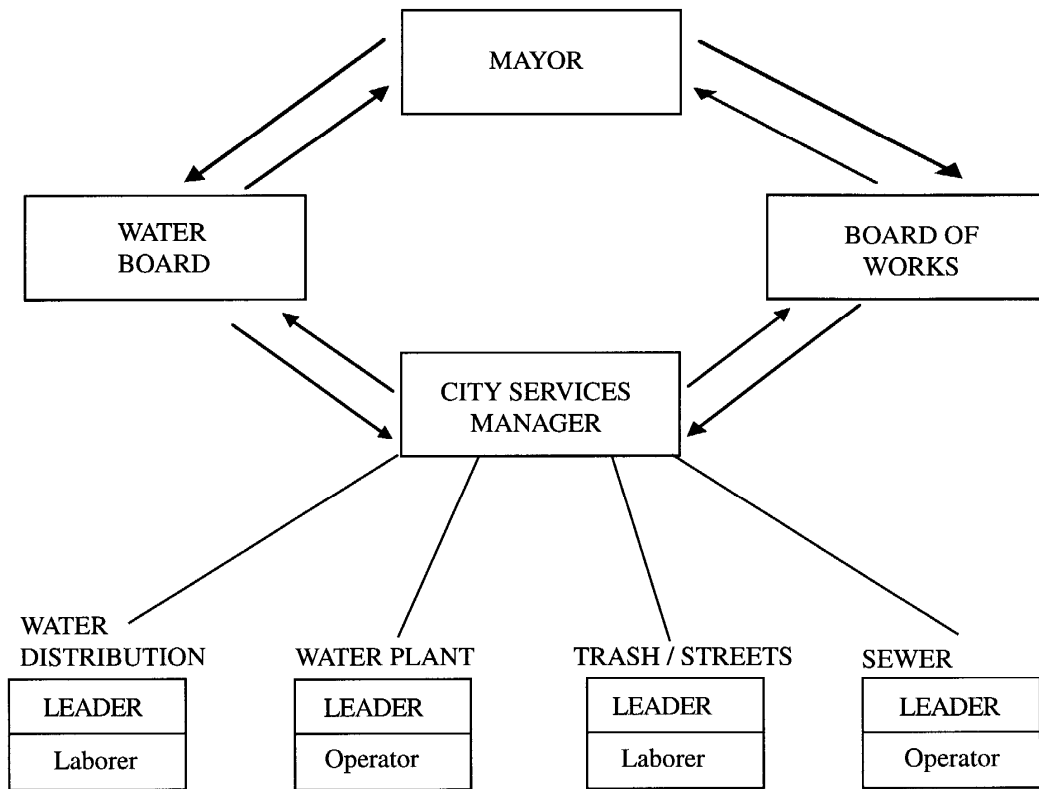 MAYOR
WATER
BOARD
BOARD OF
WORKS
CITY SERVICES
MANAGER
WATER
DISTRIBUTION
LEADER
Laborer
WATER PLANT
LEADER
Operator
TRASH / STREETS
LEADER
Laborer
SEWER
LEADER
Operator